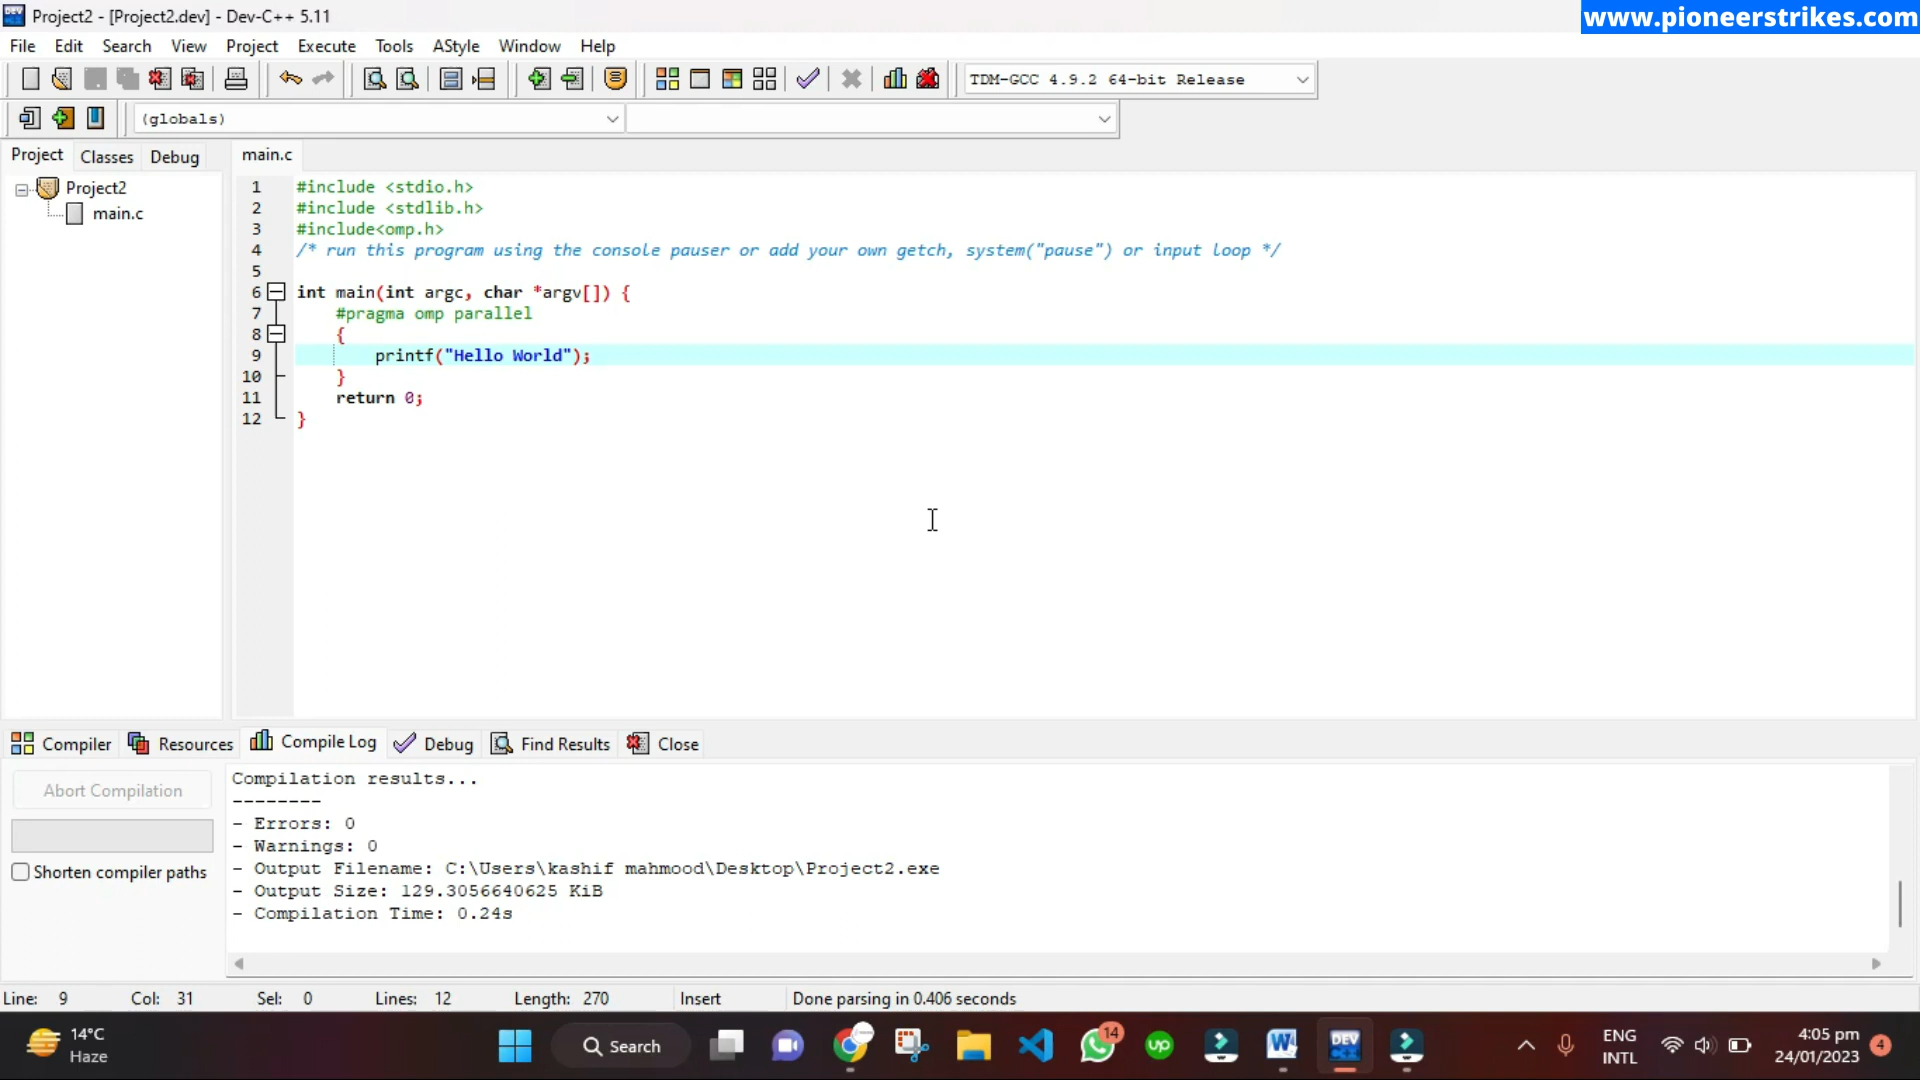 Project2 - [Project2.dev] - Dev-C++ 5.11
www.pioneerstrikes.com
File Edit Search View Project Execute Tools AStyle Window Help
TDM-GCC 4.9.2 64-bit Release
(globals)
Project Classes Debug
main.c
Project2
main.c
1 #include <stdio.h>
2 #include <stdlib.h>
3 #include<omp.h>
4 /* run this program using the console pauser or add your own getch, system("pause") or input loop */
5
6 int main(int argc, char *argv[]) {
7 #pragma omp parallel
8 {
9 printf("Hello World");
10 }
11 return 0;
12 }
Compiler Resources Compile Log Debug Find Results Close
Abort Compilation
Shorten compiler paths
Compilation results...
--------
- Errors: 0
- Warnings: 0
- Output Filename: C:\Users\kashif mahmood\Desktop\Project2.exe
- Output Size: 129.3056640625 KiB
- Compilation Time: 0.24s
Line: 9 Col: 31 Sel: 0 Lines: 12 Length: 270 Insert Done parsing in 0.406 seconds
14°C
Haze
Search
14
up
W
DEV
ENG
INTL
4:05 pm
24/01/2023
4